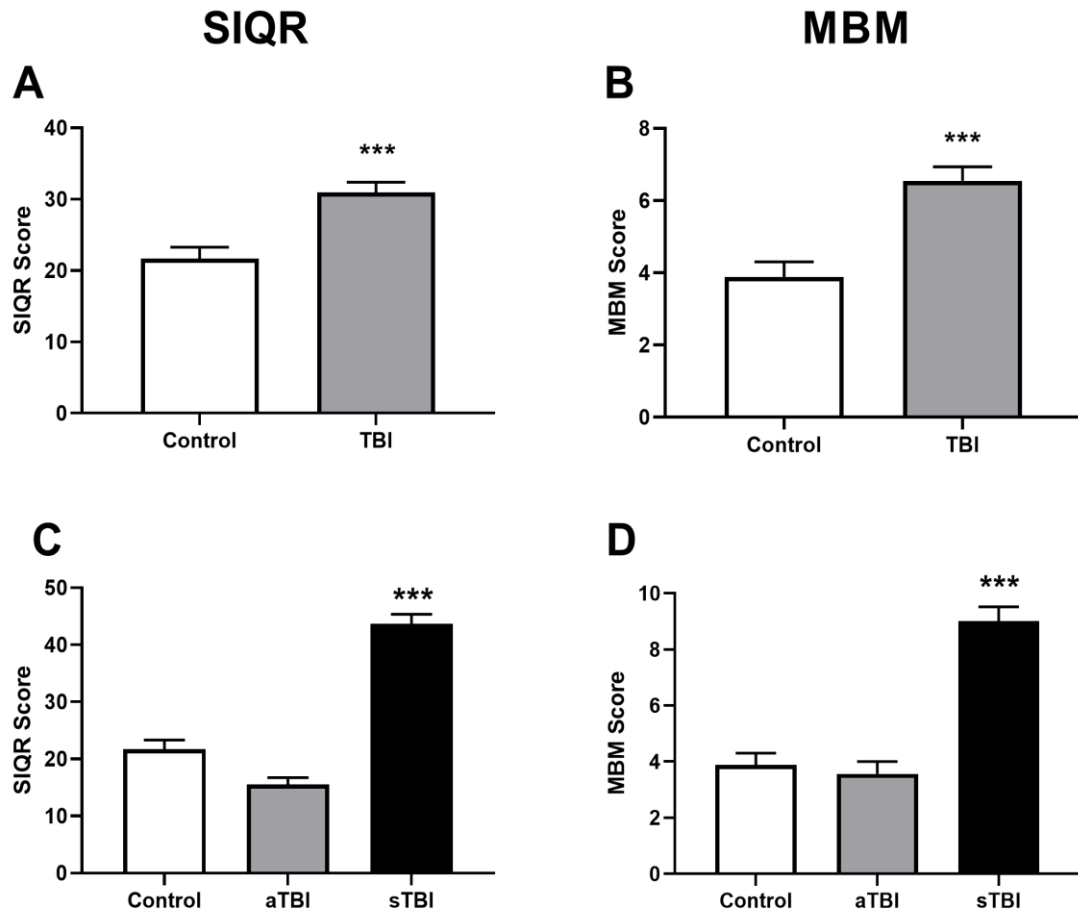 SIQR
MBM
A
SIQR Score
40
30
20
10
0
***
Control
TBI
B
MBM Score
8
6
4
2
0
***
Control
TBI
C
SIQR Score
50
40
30
20
10
0
***
Control
aTBI
sTBI
D
MBM Score
10
8
6
4
2
0
***
Control
aTBI
sTBI